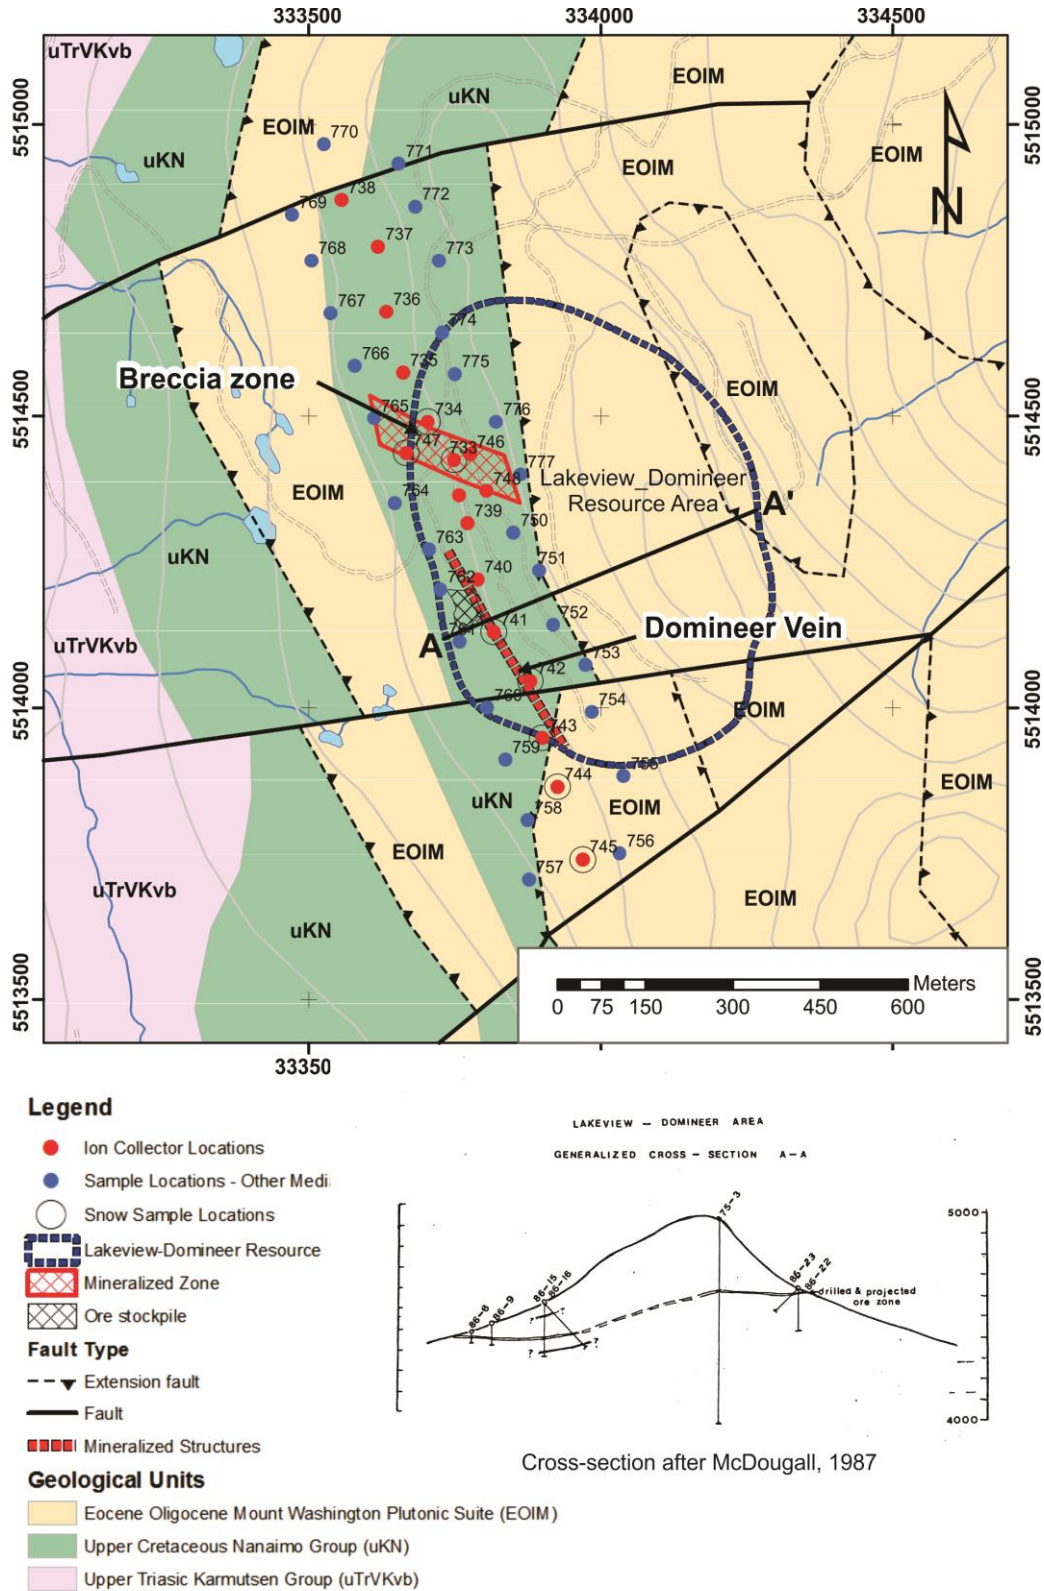 333500
334000
334500
uTrVKvb
EOIM
uKN
EOIM
770
5515000
5515000
uKN
771
EOIM
EOIM
738
772
769
N
737
768
773
736
767
774
766
735
775
Breccia zone
EOIM
765
734
776
5514500
5514500
747
733
746
777
Lakeview_Domineer
Resource Area
748
A'
EOIM
764
739
750
uKN
763
751
740
762
752
741
Domineer Vein
uTrVKvb
A
761
753
742
5514000
5514000
760
754
EOIM
743
759
755
744
EOIM
uKN
EOIM
758
745
756
EOIM
757
uTrVKvb
EOIM
uKN
5513500
5513500
Meters
0 75 150 300 450 600
33350
Legend
Ion Collector Locations
Sample Locations - Other Medi
Snow Sample Locations
Lakeview-Domineer Resource
Mineralized Zone
Ore stockpile
Fault Type
Extension fault
Fault
Mineralized Structures
Geological Units
Eocene Oligocene Mount Washington Plutonic Suite (EOIM)
Upper Cretaceous Nanaimo Group (uKN)
Upper Triasic Karmutsen Group (uTrVKvb)
LAKEVIEW — DOMINEER AREA
GENERALIZED CROSS - SECTION A-A
75-3
5000
86-23
86-22
86-15
86-16
drilled & projected
ore zone
86-8
86-9
?
?
?
?
?
4000
Cross-section after McDougall, 1987